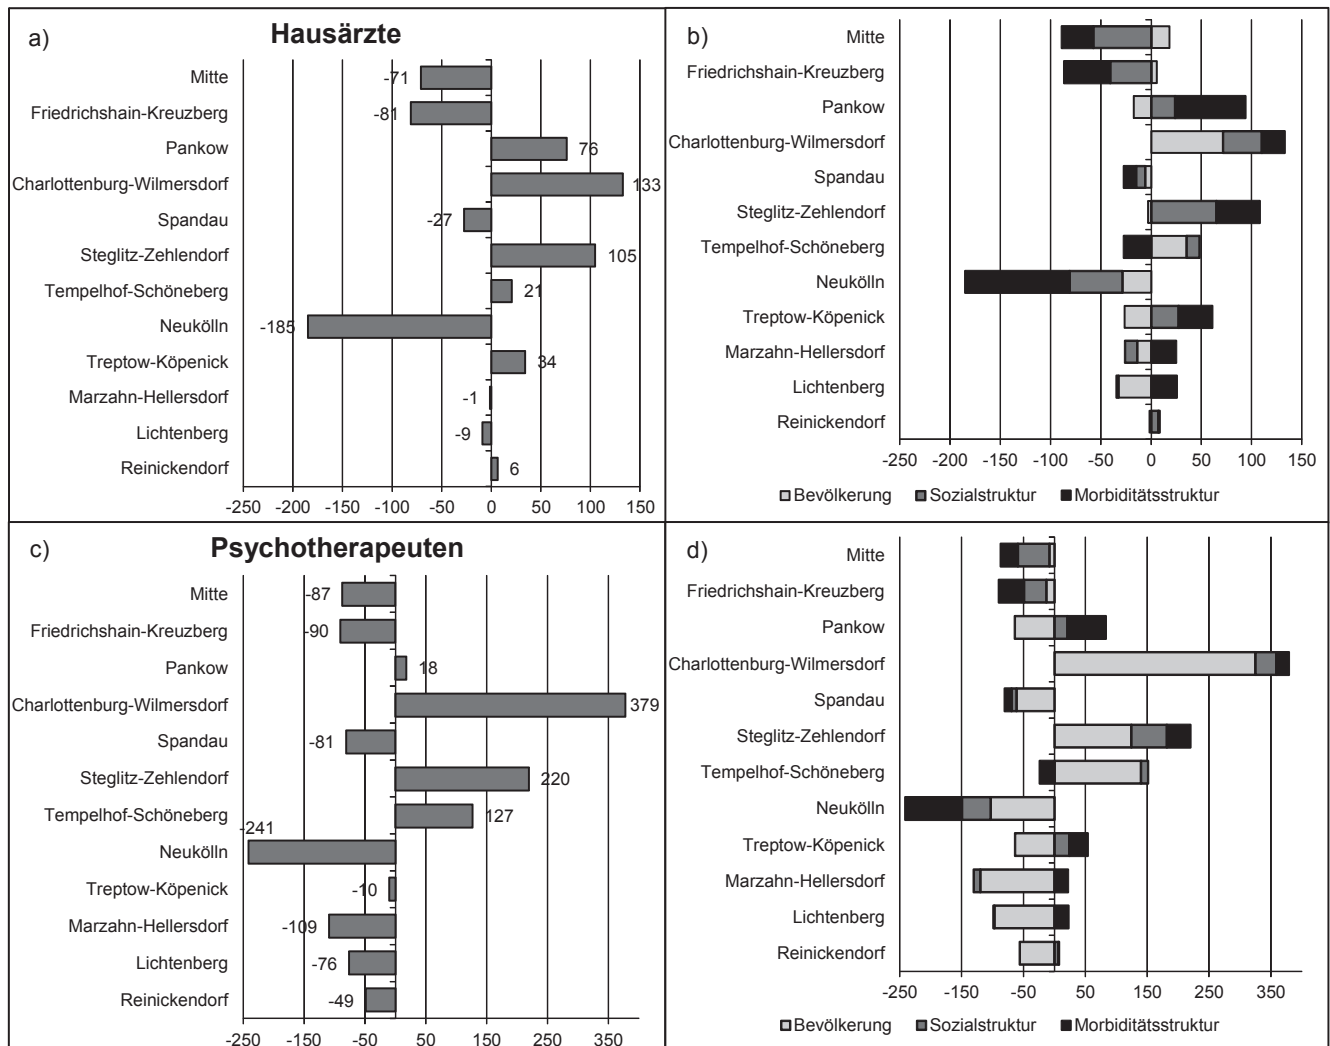 a)
Hausärzte
Mitte
-71
Friedrichshain-Kreuzberg
-81
Pankow
76
Charlottenburg-Wilmersdorf
133
Spandau
-27
Steglitz-Zehlendorf
105
Tempelhof-Schöneberg
21
Neukölln
-185
Treptow-Köpenick
34
Marzahn-Hellersdorf
-1
Lichtenberg
-9
Reinickendorf
6
-250 -200 -150 -100 -50 0 50 100 150
b)
Mitte
Friedrichshain-Kreuzberg
Pankow
Charlottenburg-Wilmersdorf
Spandau
Steglitz-Zehlendorf
Tempelhof-Schöneberg
Neukölln
Treptow-Köpenick
Marzahn-Hellersdorf
Lichtenberg
Reinickendorf
-250 -200 -150 -100 -50 0 50 100 150
Bevölkerung Sozialstruktur Morbiditätsstruktur
c)
Psychotherapeuten
Mitte
-87
Friedrichshain-Kreuzberg
-90
Pankow
18
Charlottenburg-Wilmersdorf
379
Spandau
-81
Steglitz-Zehlendorf
220
Tempelhof-Schöneberg
127
-241
Neukölln
Treptow-Köpenick
-10
Marzahn-Hellersdorf
-109
Lichtenberg
-76
Reinickendorf
-49
-250 -150 -50 50 150 250 350
d)
Mitte
Friedrichshain-Kreuzberg
Pankow
Charlottenburg-Wilmersdorf
Spandau
Steglitz-Zehlendorf
Tempelhof-Schöneberg
Neukölln
Treptow-Köpenick
Marzahn-Hellersdorf
Lichtenberg
Reinickendorf
-250 -150 -50 50 150 250 350
Bevölkerung Sozialstruktur Morbiditätsstruktur